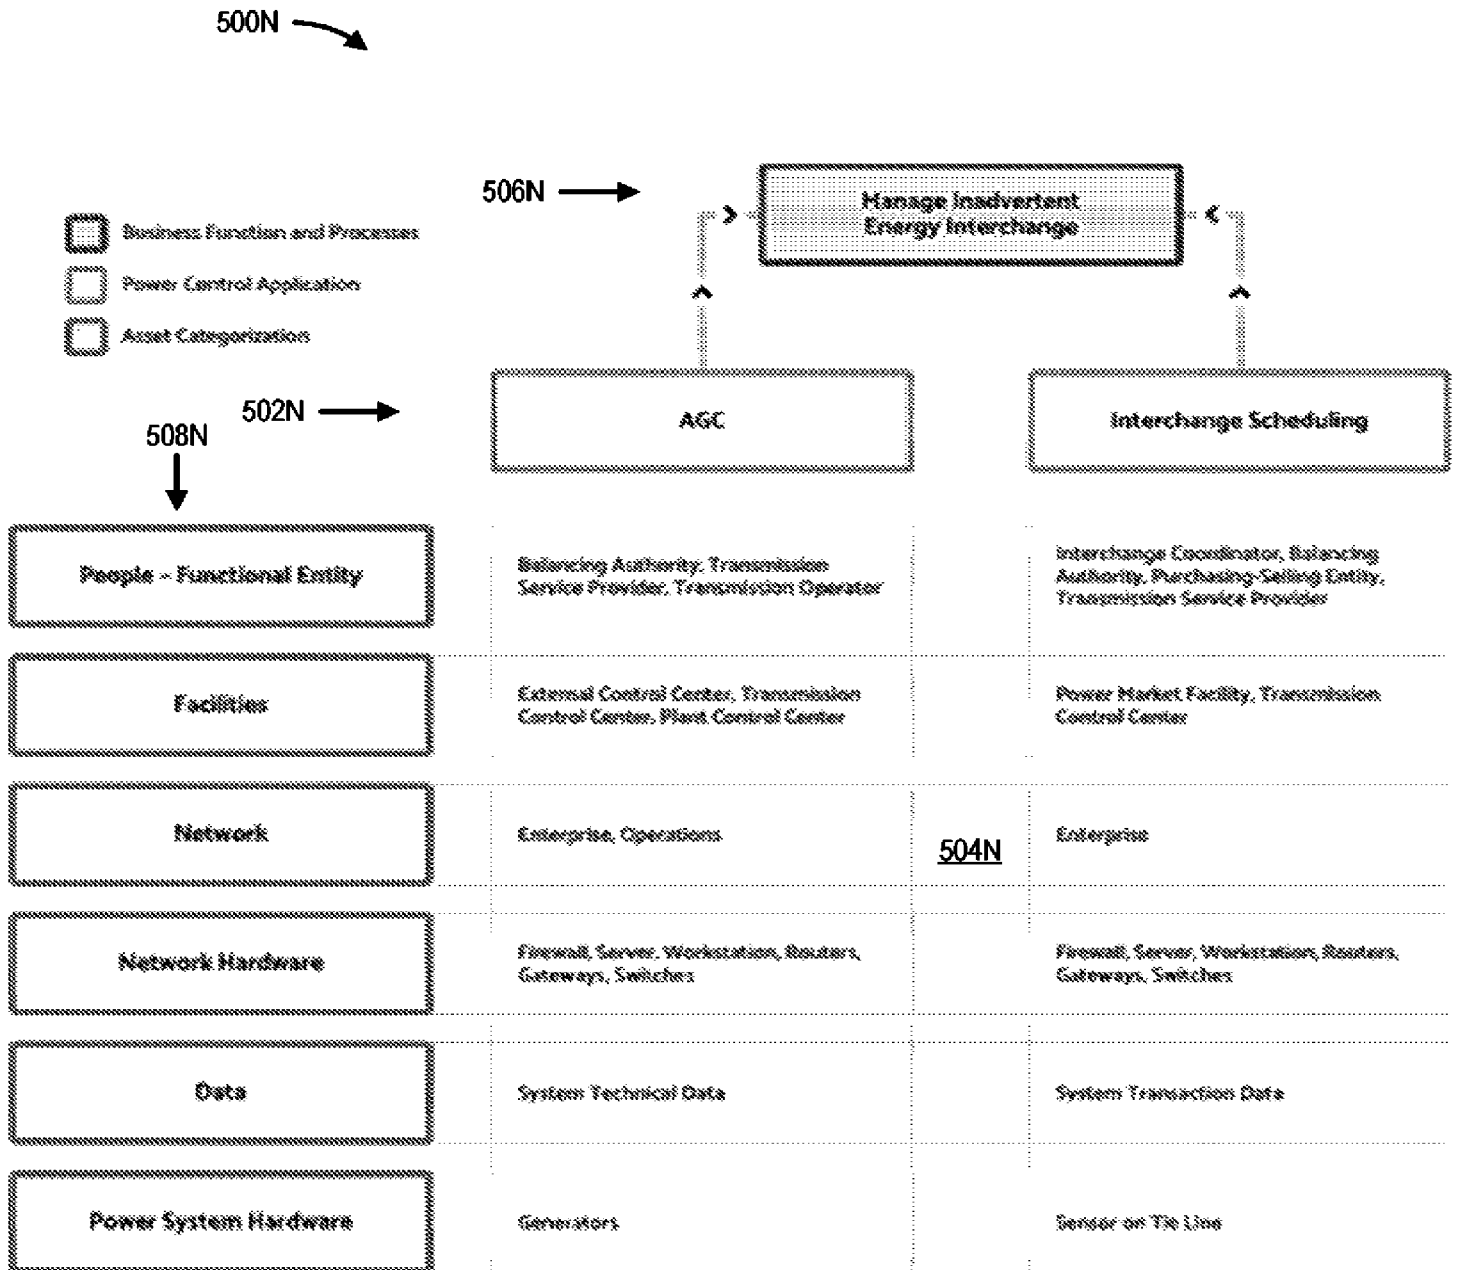 500N
506N
Manage Inadvertent
Energy Interchange
Business Function and Processes
Power Control Application
Asset Categorization
502N
508N
AGC
Interchange Scheduling
People – Functional Entity
Balancing Authority, Transmission
Service Provider, Transmission Operator
Interchange Coordinator, Balancing
Authority, Purchasing-Selling Entity,
Transmission Service Provider
Facilities
External Control Center, Transmission
Control Center, Plant Control Center
Power Market Facility, Transmission
Control Center
Network
Enterprise, Operations
504N
Enterprise
Network Hardware
Firewall, Server, Workstation, Routers,
Gateways, Switches
Firewall, Server, Workstation, Routers,
Gateways, Switches
Data
System Technical Data
System Transaction Data
Power System Hardware
Generators
Sensor on Tie Line